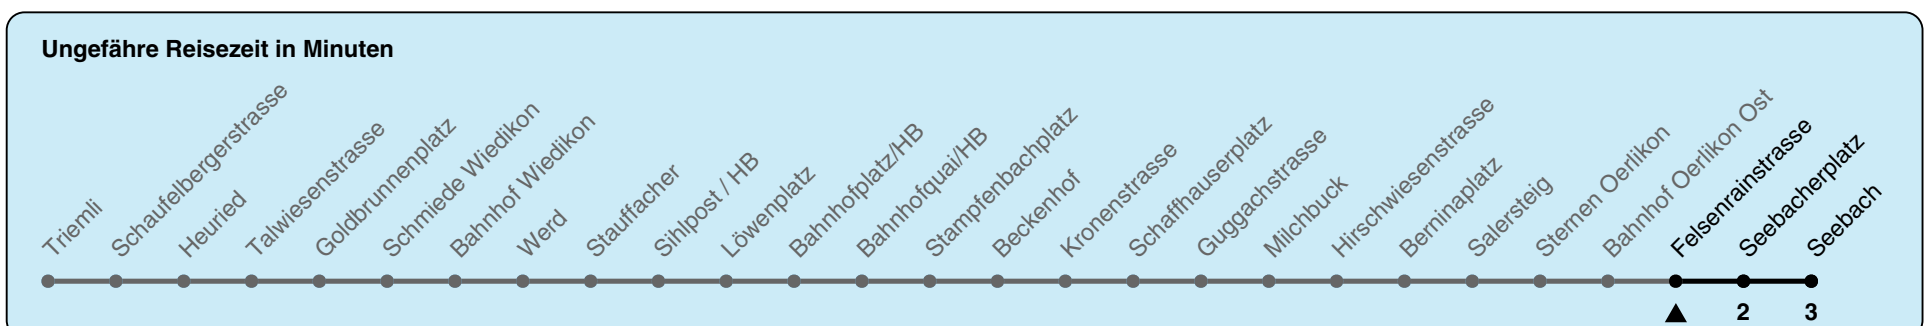 Ungefähre Reisezeit in Minuten
Triemli
Schaufelbergerstrasse
Heuried
Talwiesenstrasse
Goldbrunnenplatz
Schmiede Wiedikon
Bahnhof Wiedikon
Werd
Stauffacher
Sihlpost / HB
Löwenplatz
Bahnhofplatz/HB
Bahnhofquai/HB
Stampfenbachplatz
Beckenhof
Kronenstrasse
Schaffhauserplatz
Guggachstrasse
Milchbuck
Hirschwiesenstrasse
Berninaplatz
Salersteig
Sternen Oerlikon
Bahnhof Oerlikon Ost
Felsenrainstrasse
Seebacherplatz
Seebach
2
3